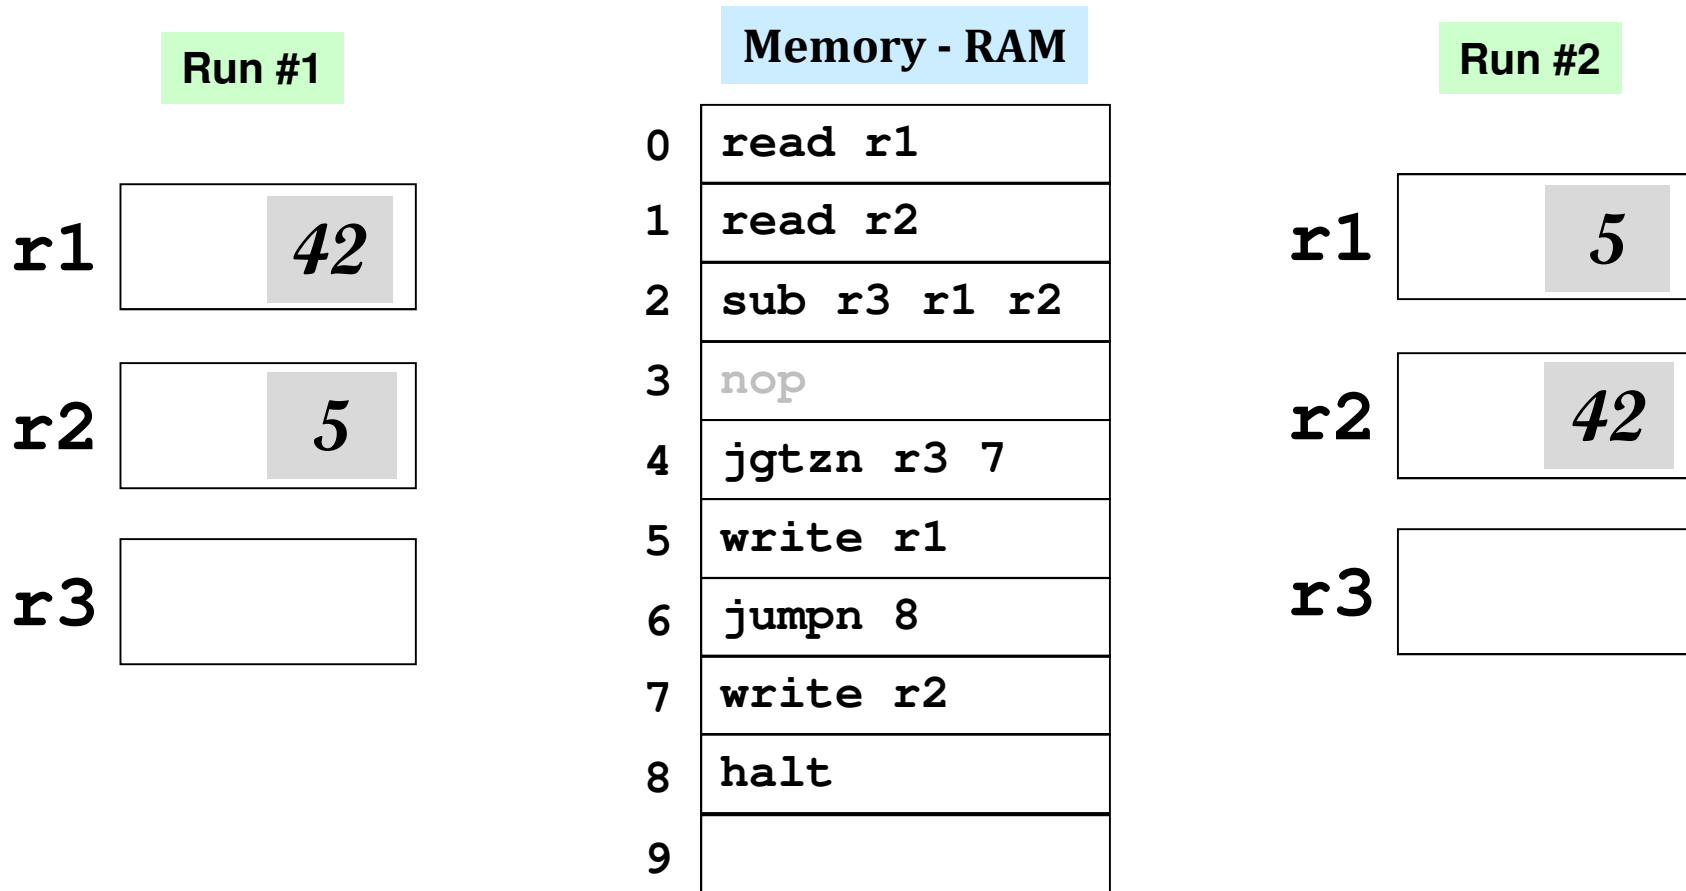 Memory - RAM
Run #1
r1 42
r2 5
r3
0 read r1
1 read r2
2 sub r3 r1 r2
3 nop
4 jgtzn r3 7
5 write r1
6 jumpn 8
7 write r2
8 halt
9
Run #2
r1 5
r2 42
r3